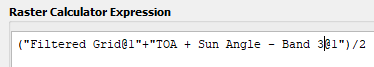 Raster Calculator Expression
("Filtered Grid@1"+"TOA + Sun Angle - Band 3@1")/2